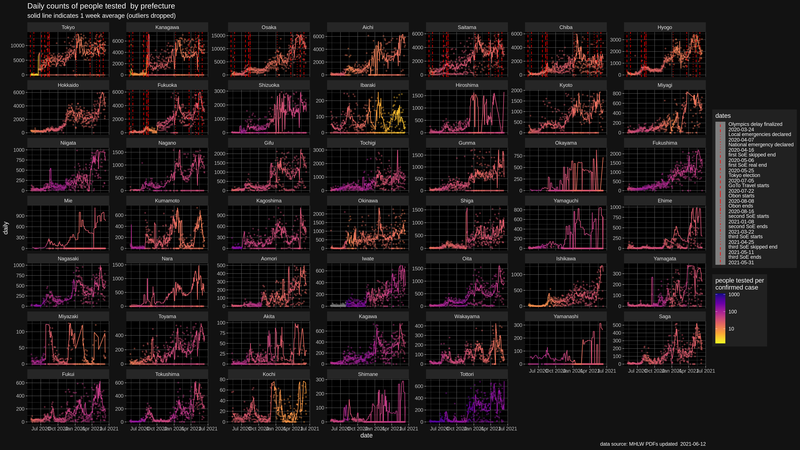 Daily counts of people tested by prefecture
solid line indicates 1 week average (outliers dropped)
Tokyo Kanagawa Osaka Aichi Saitama Chiba Hyogo
Hokkaido Fukuoka Shizuoka Ibaraki Hiroshima Kyoto Miyagi
Niigata Nagano Gifu Tochigi Gunma Okayama Fukushima
Mie Kumamoto Kagoshima Okinawa Shiga Yamaguchi Ehime
Nagasaki Nara Aomori Iwate Oita Ishikawa Yamagata
Miyazaki Toyama Akita Kagawa Wakayama Yamanashi Saga
Fukui Tokushima Kochi Shimane Tottori
daily
date
dates
Olympics delay finalized
2020-03-24
Local emergencies declared
2020-04-07
National emergency declared
2020-04-16
first SoE skipped end
2020-05-06
first SoE real end
2020-05-25
Tokyo election
2020-07-05
GoTo Travel starts
2020-07-22
Obon starts
2020-08-08
Obon ends
2020-08-16
second SoE starts
2021-01-08
second SoE ends
2021-03-22
third SoE starts
2021-04-25
third SoE skipped end
2021-05-11
third SoE ends
2021-05-31
people tested per
confirmed case
1000
100
10
data source: MHLW PDFs updated 2021-06-12